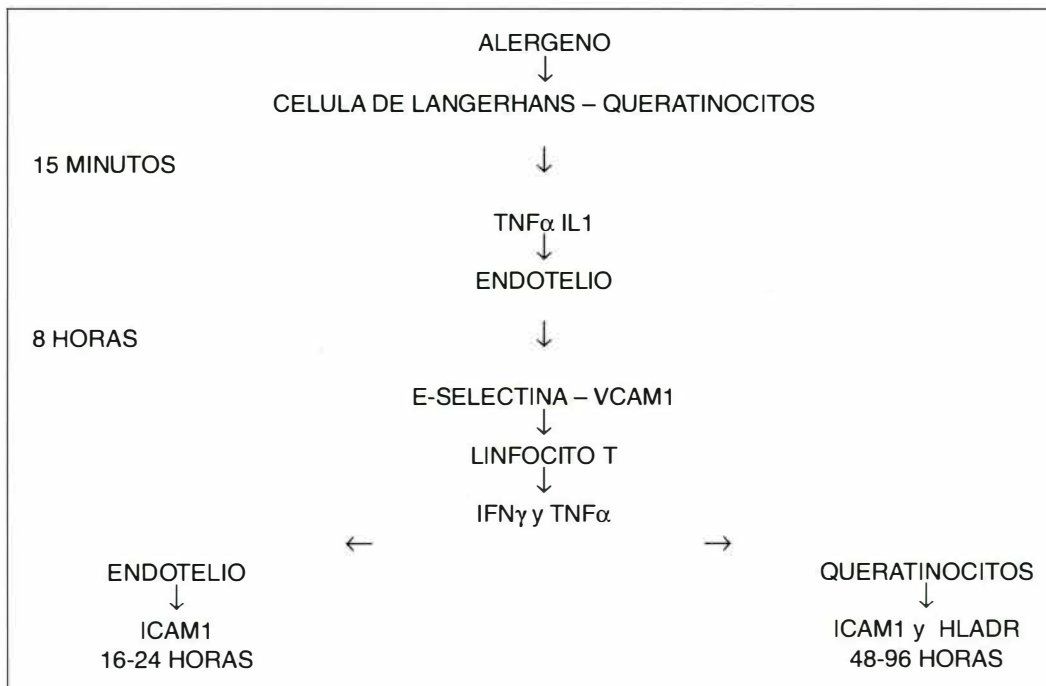 ALERGENO
↓
CELULA DE LANGERHANS – QUERATINOCITOS
15 MINUTOS ↓
TNFα IL1
↓
ENDOTELIO
8 HORAS ↓
E-SELECTINA – VCAM1
↓
LINFOCITO T
↓
IFNγ y TNFα
← →
ENDOTELIO QUERATINOCITOS
↓ ↓
ICAM1 ICAM1 y HLADR
16-24 HORAS 48-96 HORAS